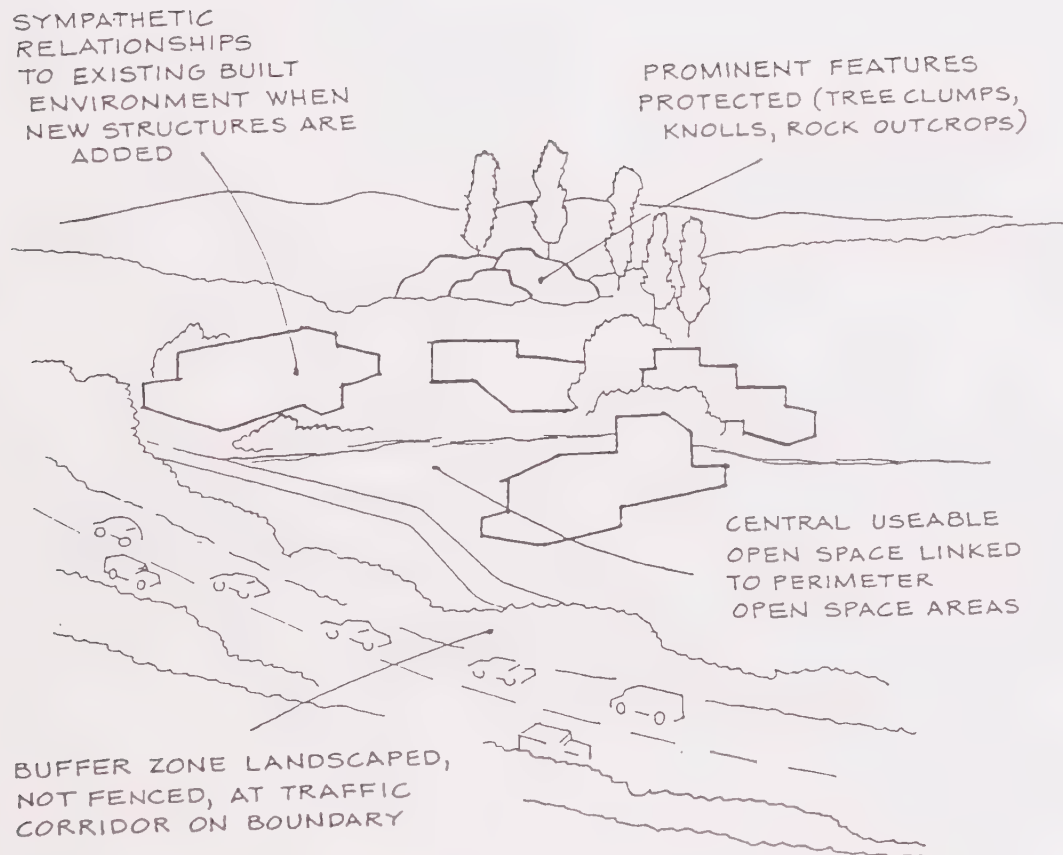 SYMPATHETIC
RELATIONSHIPS
TO EXISTING BUILT
ENVIRONMENT WHEN
NEW STRUCTURES ARE
ADDED
PROMINENT FEATURES
PROTECTED (TREE CLUMPS,
KNOLLS, ROCK OUTCROPS)
CENTRAL USEABLE
OPEN SPACE LINKED
TO PERIMETER
OPEN SPACE AREAS
BUFFER ZONE LANDSCAPED,
NOT FENCED, AT TRAFFIC
CORRIDOR ON BOUNDARY